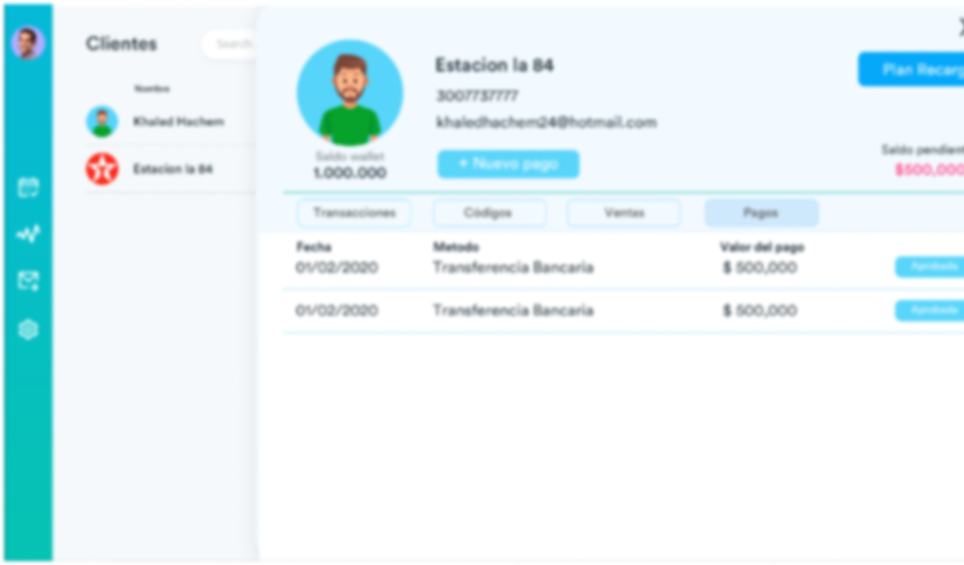 Clientes
Search
Nombre
Khaled Hachem
Estacion la 84
Estacion la 84
3007737777
khaledhachem24@hotmail.com
Saldo wallet
1.000.000
+ Nuevo pago
Plan Recarg
Saldo pendient
$500,000
Transacciones
Códigos
Ventas
Pagos
Fecha Metodo Valor del pago
01/02/2020 Transferencia Bancaria $ 500,000 Aprobada
01/02/2020 Transferencia Bancaria $ 500,000 Aprobada